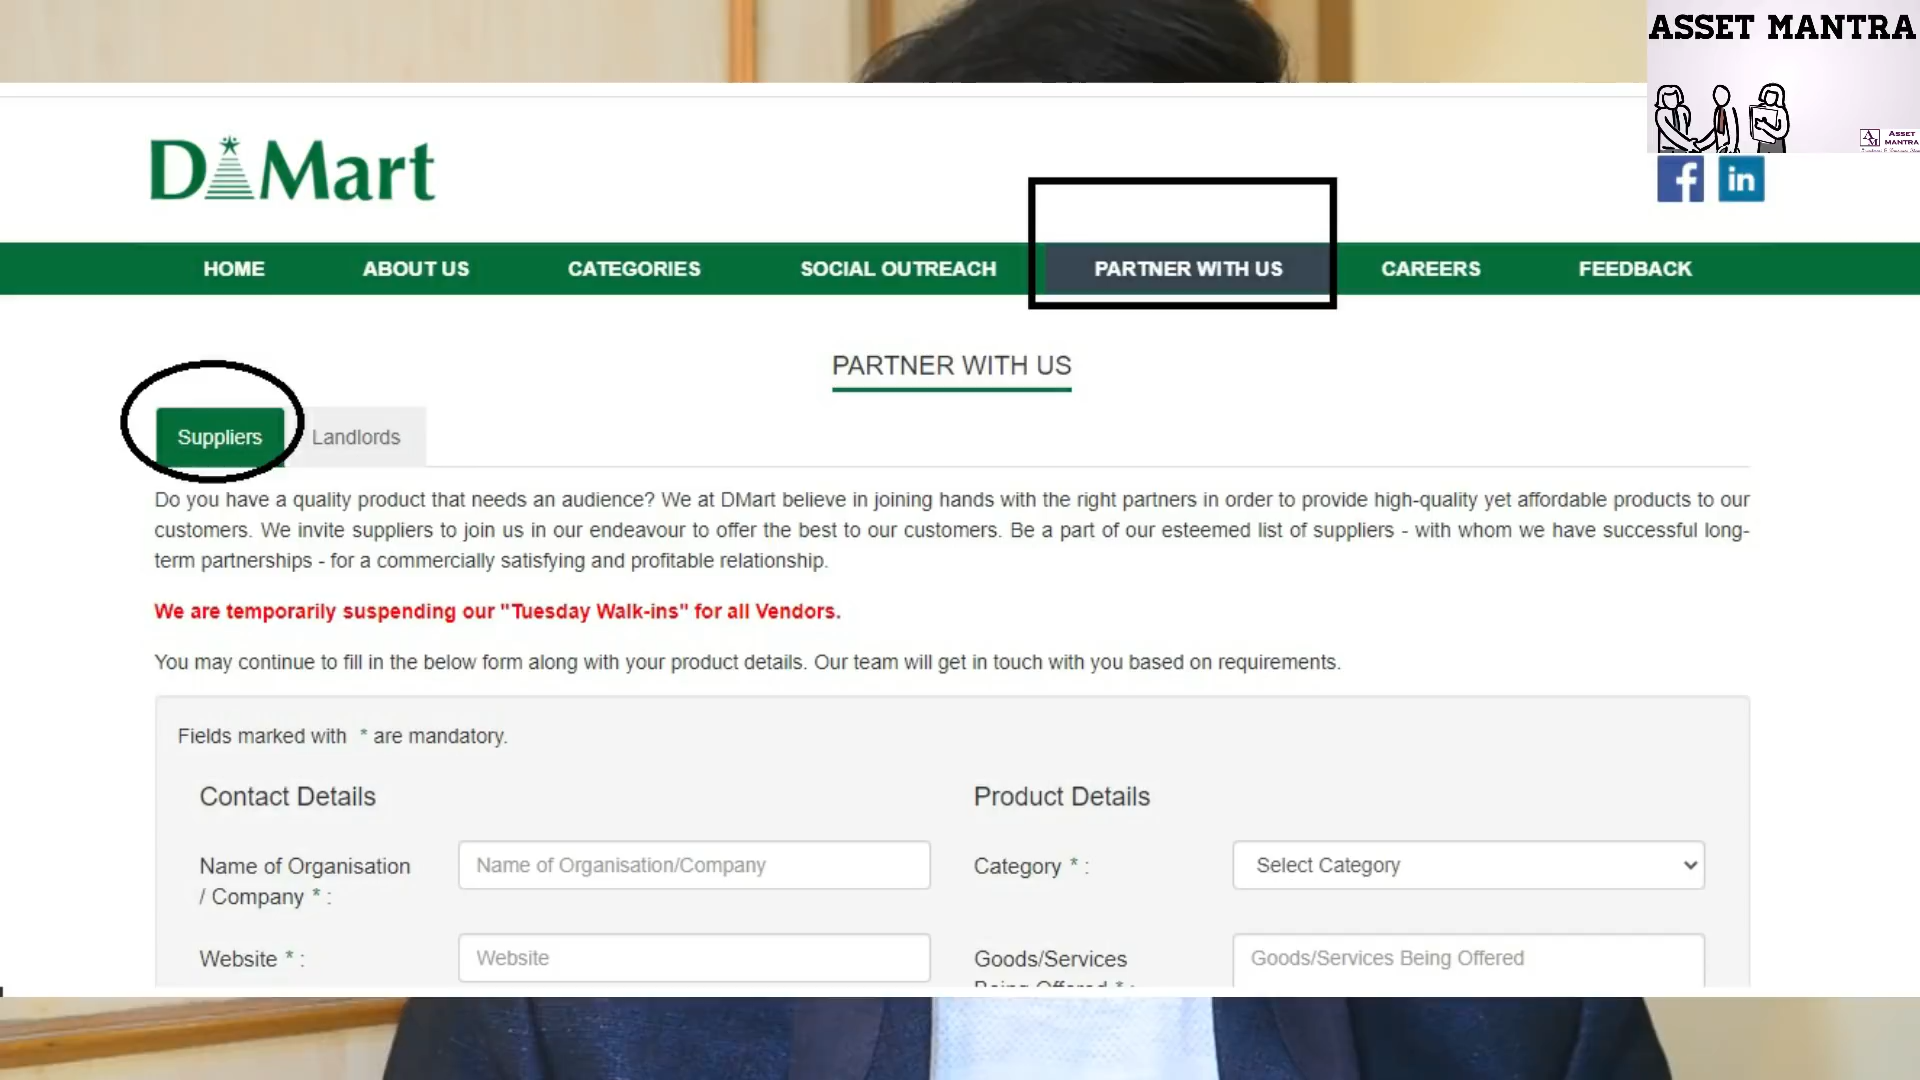 ASSET MANTRA
ASSET
MANTRA
DMart
HOME ABOUT US CATEGORIES SOCIAL OUTREACH PARTNER WITH US CAREERS FEEDBACK
PARTNER WITH US
Suppliers Landlords
Do you have a quality product that needs an audience? We at DMart believe in joining hands with the right partners in order to provide high-quality yet affordable products to our
customers. We invite suppliers to join us in our endeavour to offer the best to our customers. Be a part of our esteemed list of suppliers - with whom we have successful long-
term partnerships - for a commercially satisfying and profitable relationship.
We are temporarily suspending our "Tuesday Walk-ins" for all Vendors.
You may continue to fill in the below form along with your product details. Our team will get in touch with you based on requirements.
Fields marked with * are mandatory.
Contact Details Product Details
Name of Organisation Name of Organisation/Company Category * : Select Category
/ Company * :
Website * : Website Goods/Services Goods/Services Being Offered
Being Offered * :